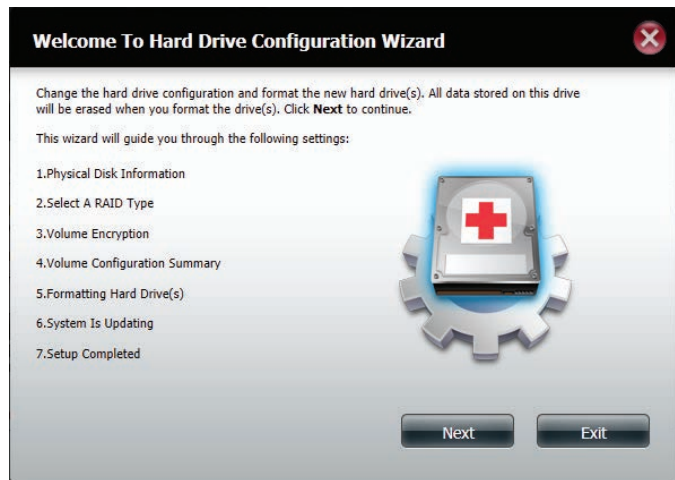 Welcome To Hard Drive Configuration Wizard
Change the hard drive configuration and format the new hard drive(s). All data stored on this drive
will be erased when you format the drive(s). Click Next to continue.
This wizard will guide you through the following settings:
1.Physical Disk Information
2.Select A RAID Type
3.Volume Encryption
4.Volume Configuration Summary
5.Formatting Hard Drive(s)
6.System Is Updating
7.Setup Completed
Next
Exit